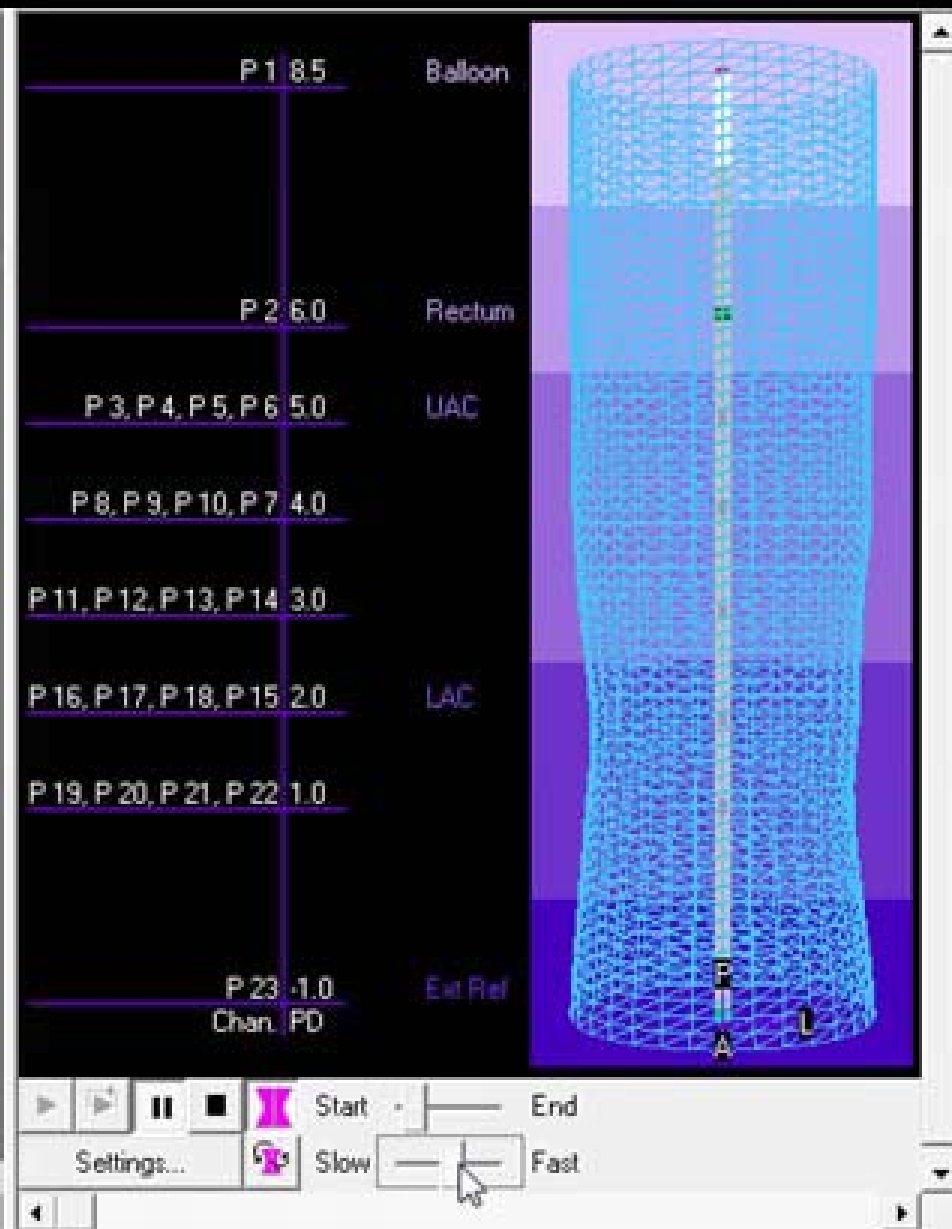 P 1 8.5 Balloon
P 2 6.0 Rectum
P 3, P 4, P 5, P 6 5.0 UAC
P 8, P 9, P 10, P 7 4.0
P 11, P 12, P 13, P 14 3.0
P 16, P 17, P 18, P 15 2.0 LAC
P 19, P 20, P 21, P 22 1.0
P 23 -1.0 Ext Ref
Chan. PD
P
L
A
Start End
Settings... Slow Fast